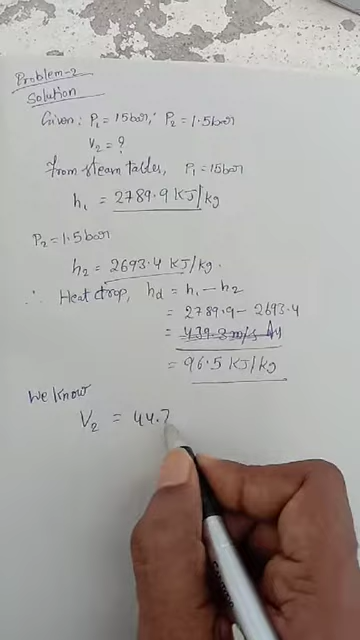 Problem-2
Solution
Given: P₁ = 15bar, P₂ = 1.5bar
V₂ = ?
From steam tables, P₁ = 15bar
h₁ = 2789.9 KJ/kg
P₂ = 1.5bar
h₂ = 2693.4 KJ/kg.
∴ Heat drop, hd = h₁ - h₂
= 2789.9 - 2693.4
= 439.3 m/s
= 96.5 KJ/kg
We know
V₂ = 44.7